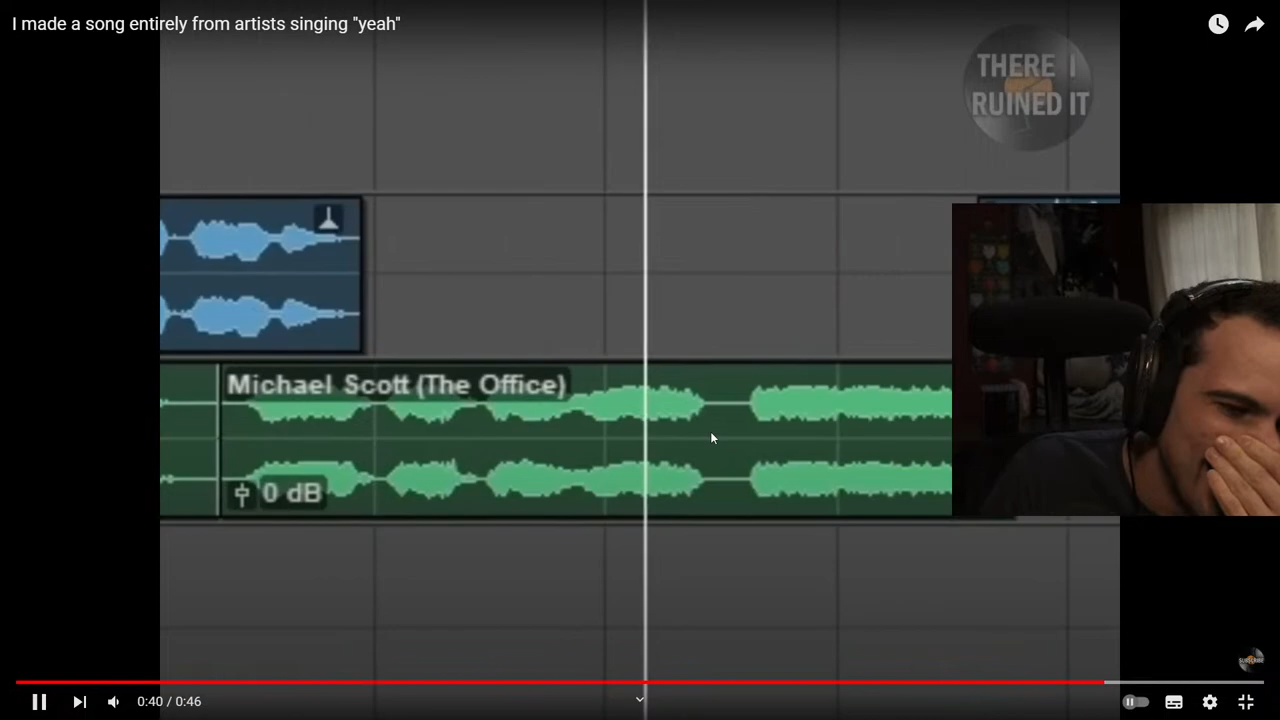 I made a song entirely from artists singing "yeah"
THERE I
RUINED IT
Michael Scott (The Office)
0 dB
SUBSCRIBE
0:40 / 0:46